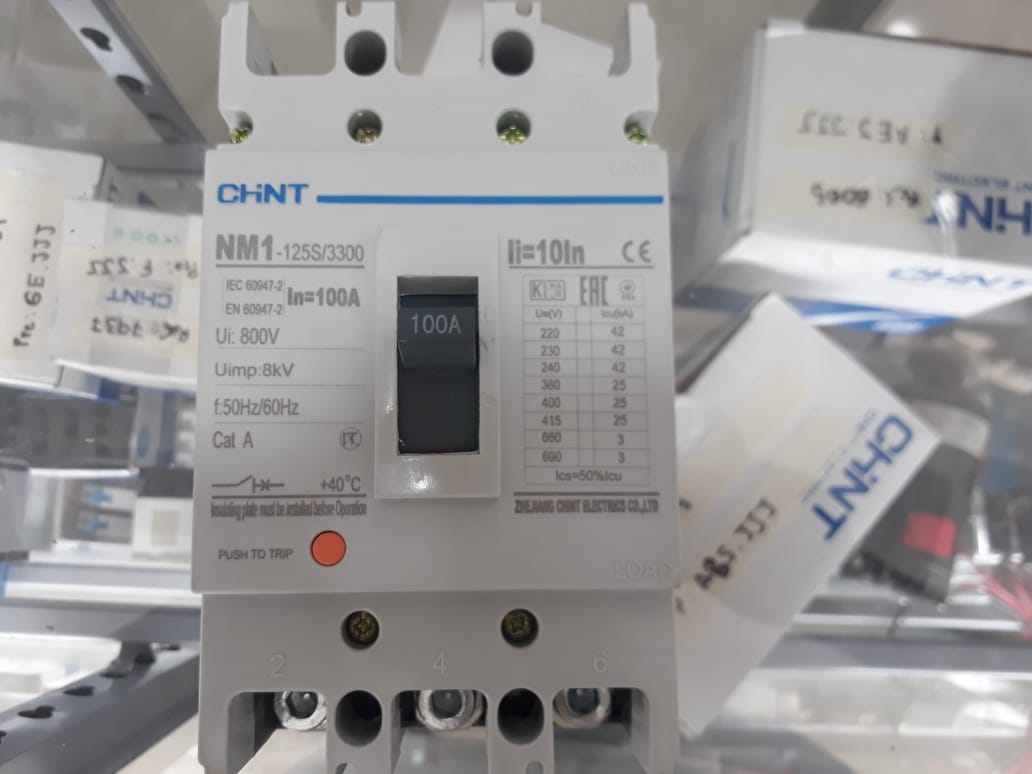 LINE
CHNT
NM1-125S/3300
IEC 60947-2
EN 60947-2
In=100A
Ui: 800V
Uimp:8kV
f:50Hz/60Hz
Cat A
+40°C
Insulating plate must be installed before Operation
PUSH TO TRIP
100A
Ii=10In
CE
EAC
Ue(V) Icu(kA)
220 42
230 42
240 42
380 25
400 25
415 25
660 3
690 3
Ics=50%Icu
ZHEJIANG CHINT ELECTRICS CO.,LTD
LOAD
2 4 6
CHNT
CHNT
CHNT